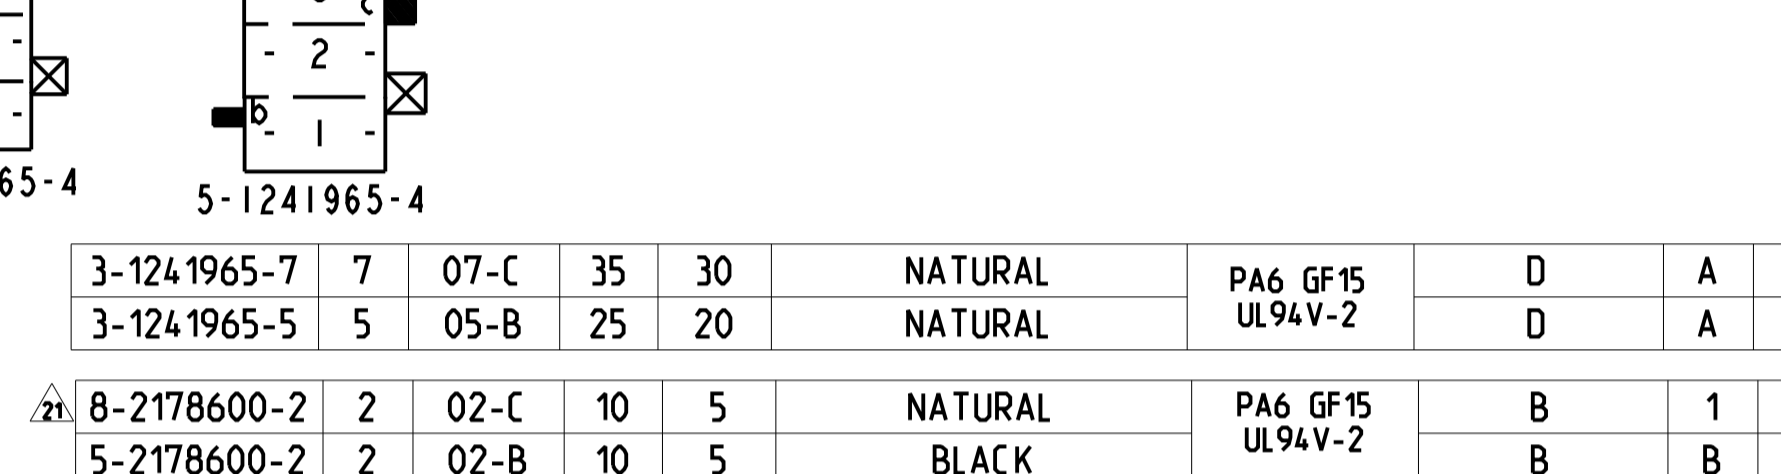 c
- 2 -
b
- 1 -
65-4
5-1241965-4
3-1241965-7 7 07-C 35 30 NATURAL PA6 GF15 UL94V-2 D A
3-1241965-5 5 05-B 25 20 NATURAL D A
21 8-2178600-2 2 02-C 10 5 NATURAL PA6 GF15 UL94V-2 B 1
5-2178600-2 2 02-B 10 5 BLACK B B